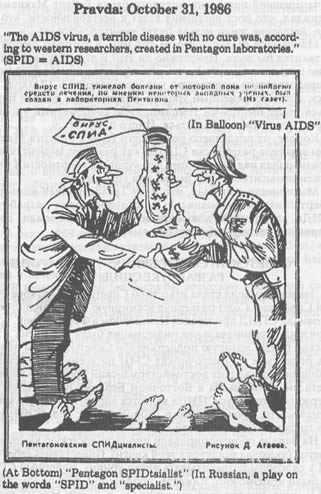 Pravda: October 31, 1986
"The AIDS virus, a terrible disease with no cure was, accord-
ing to western researchers, created in Pentagon laboratories."
(SPID = AIDS)
Вирус СПИД, тяжелой болезни от которой пока не найдено
средств лечения, по мнению некоторых западных ученых, был
создан в лабораториях Пентагона. (Из газет).
ВИРУС
„СПИД“
(In Balloon) "Virus AIDS"
Пентагоновские СПИДциалисты. Рисунок Д. Агаева.
(At Bottom) "Pentagon SPIDtsialist" (In Russian, a play on
the words "SPID" and "specialist.")